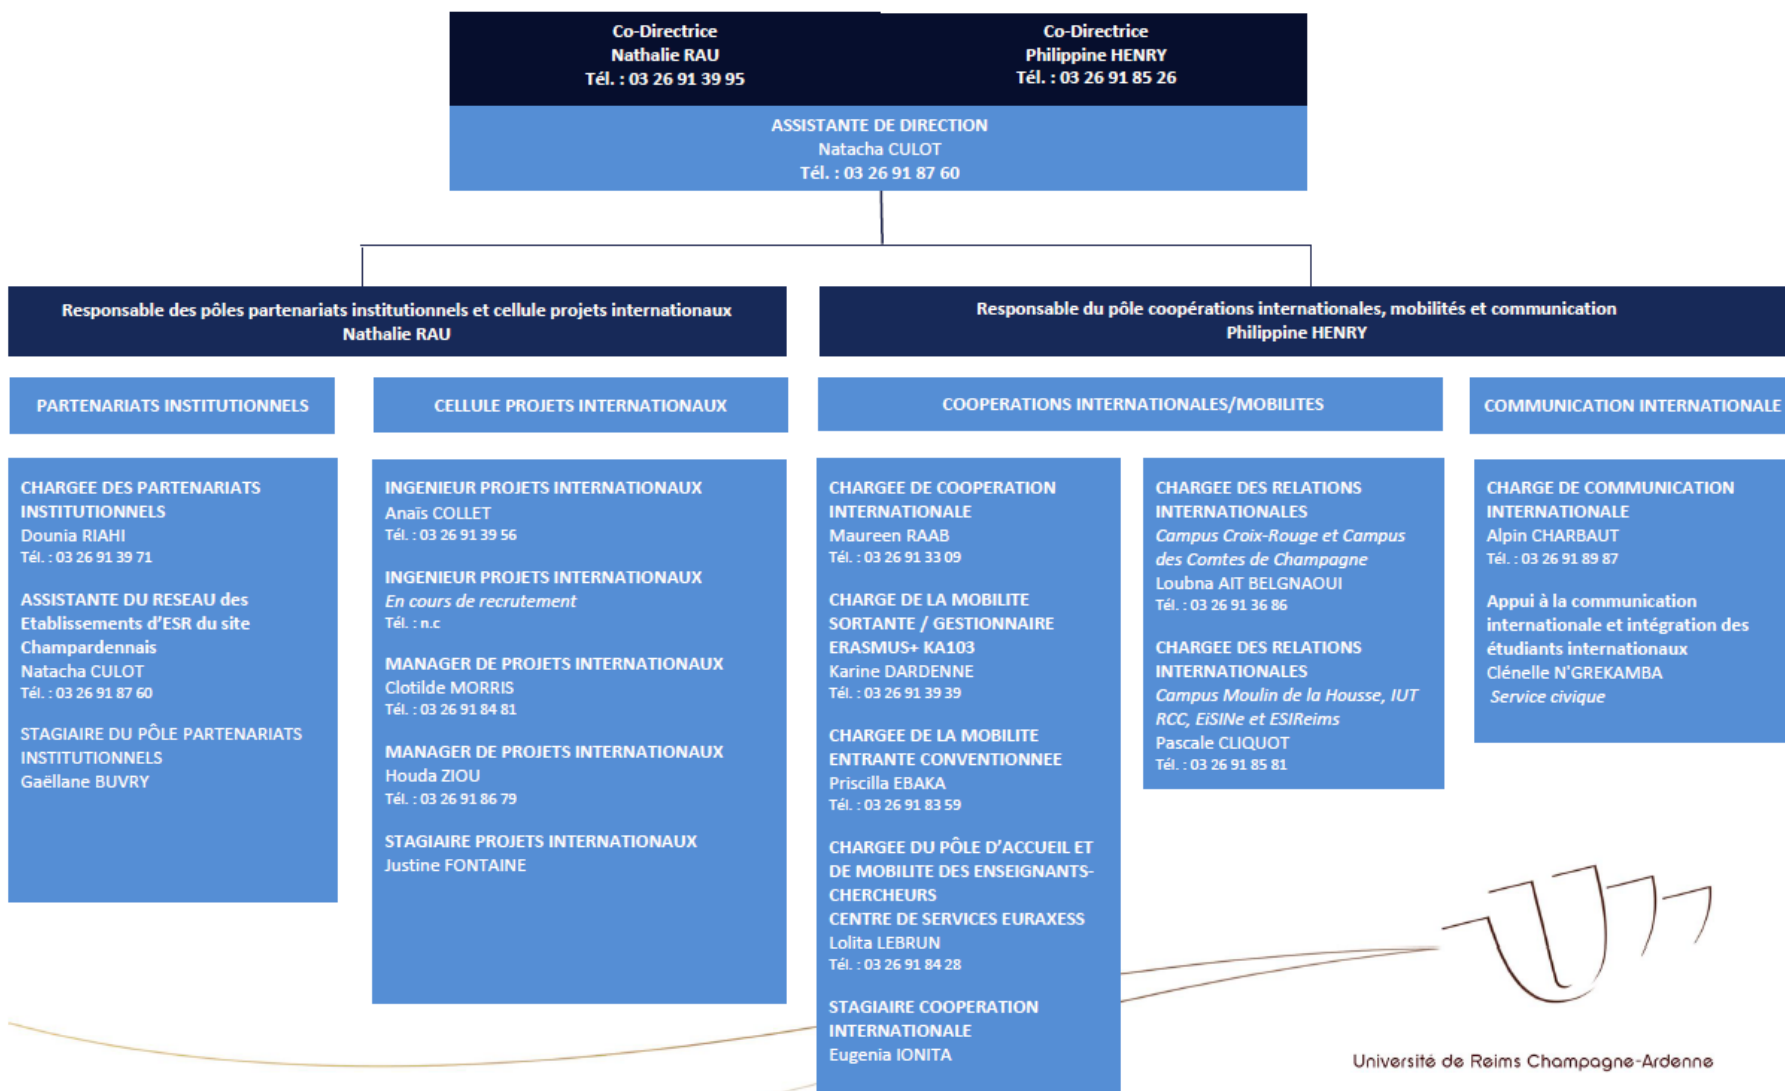 Co-Directrice
Nathalie RAU
Tél. : 03 26 91 39 95
Co-Directrice
Philippine HENRY
Tél. : 03 26 91 85 26
ASSISTANTE DE DIRECTION
Natacha CULOT
Tél. : 03 26 91 87 60
Responsable des pôles partenariats institutionnels et cellule projets internationaux
Nathalie RAU
Responsable du pôle coopérations internationales, mobilités et communication
Philippine HENRY
PARTENARIATS INSTITUTIONNELS
CHARGEE DES PARTENARIATS
INSTITUTIONNELS
Dounia RIAHI
Tél. : 03 26 91 39 71
ASSISTANTE DU RESEAU des
Etablissements d'ESR du site
Champardennais
Natacha CULOT
Tél. : 03 26 91 87 60
STAGIAIRE DU PÔLE PARTENARIATS
INSTITUTIONNELS
Gaëllane BUVRY
CELLULE PROJETS INTERNATIONAUX
INGENIEUR PROJETS INTERNATIONAUX
Anaïs COLLET
Tél. : 03 26 91 39 56
INGENIEUR PROJETS INTERNATIONAUX
En cours de recrutement
Tél. : n.c
MANAGER DE PROJETS INTERNATIONAUX
Clotilde MORRIS
Tél. : 03 26 91 84 81
MANAGER DE PROJETS INTERNATIONAUX
Houda ZIOU
Tél. : 03 26 91 86 79
STAGIAIRE PROJETS INTERNATIONAUX
Justine FONTAINE
COOPERATIONS INTERNATIONALES/MOBILITES
CHARGEE DE COOPERATION
INTERNATIONALE
Maureen RAAB
Tél. : 03 26 91 33 09
CHARGE DE LA MOBILITE
SORTANTE / GESTIONNAIRE
ERASMUS+ KA103
Karine DARDENNE
Tél. : 03 26 91 39 39
CHARGEE DE LA MOBILITE
ENTRANTE CONVENTIONNEE
Priscilla EBAKA
Tél. : 03 26 91 83 59
CHARGEE DU PÔLE D'ACCUEIL ET
DE MOBILITE DES ENSEIGNANTS-
CHERCHEURS
CENTRE DE SERVICES EURAXESS
Lolita LEBRUN
Tél. : 03 26 91 84 28
STAGIAIRE COOPERATION
INTERNATIONALE
Eugenia IONITA
CHARGEE DES RELATIONS
INTERNATIONALES
Campus Croix-Rouge et Campus
des Comtes de Champagne
Loubna AIT BELGNAOUI
Tél. : 03 26 91 36 86
CHARGEE DES RELATIONS
INTERNATIONALES
Campus Moulin de la Housse, IUT
RCC, EiSINe et ESIReims
Pascale CLIQUOT
Tél. : 03 26 91 85 81
COMMUNICATION INTERNATIONALE
CHARGE DE COMMUNICATION
INTERNATIONALE
Alpin CHARBAUT
Tél. : 03 26 91 89 87
Appui à la communication
internationale et intégration des
étudiants internationaux
Clénelle N'GREKAMBA
Service civique
Université de Reims Champagne-Ardenne